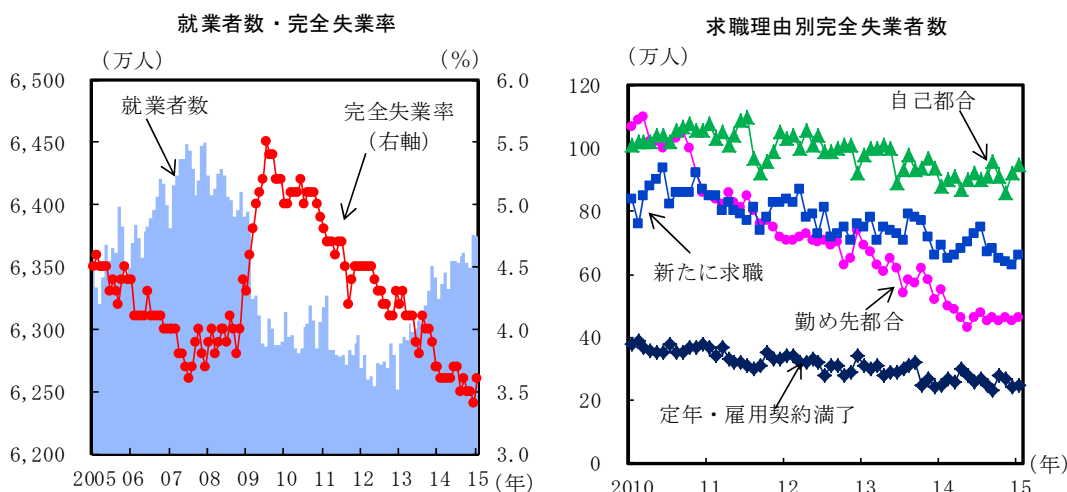 就業者数・完全失業率
（万人）
（%）
6,500
6,450
6,400
6,350
6,300
6,250
6,200
6.0
5.5
5.0
4.5
4.0
3.5
3.0
就業者数
完全失業率
（右軸）
2005 06 07 08 09 10 11 12 13 14 15 （年）
求職理由別完全失業者数
（万人）
120
100
80
60
40
20
0
自己都合
新たに求職
勤め先都合
定年・雇用契約満了
2010 11 12 13 14 15 （年）